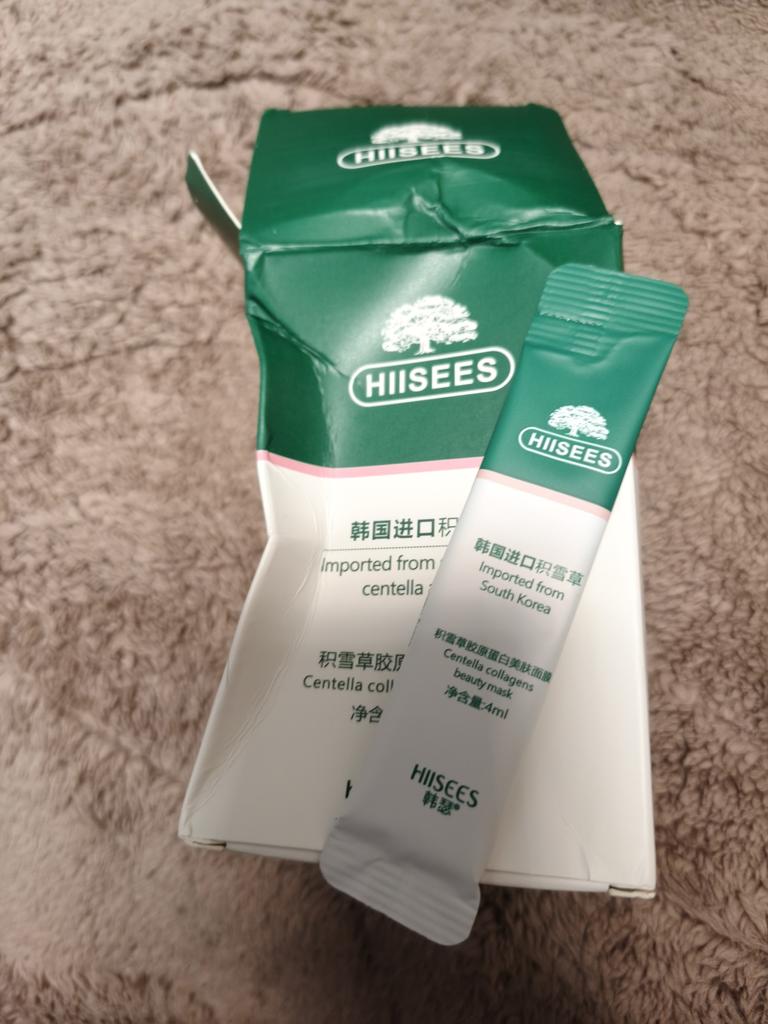 HIISEES
HIISEES
韩国进口积
Imported from
centella
积雪草胶原
Centella coll
净含
HIISEES
韩国进口积雪草
Imported from
South Korea
积雪草胶原蛋白美肤面膜
Centella collagens
beauty mask
净含量:4ml
HIISEES
韩瑟®